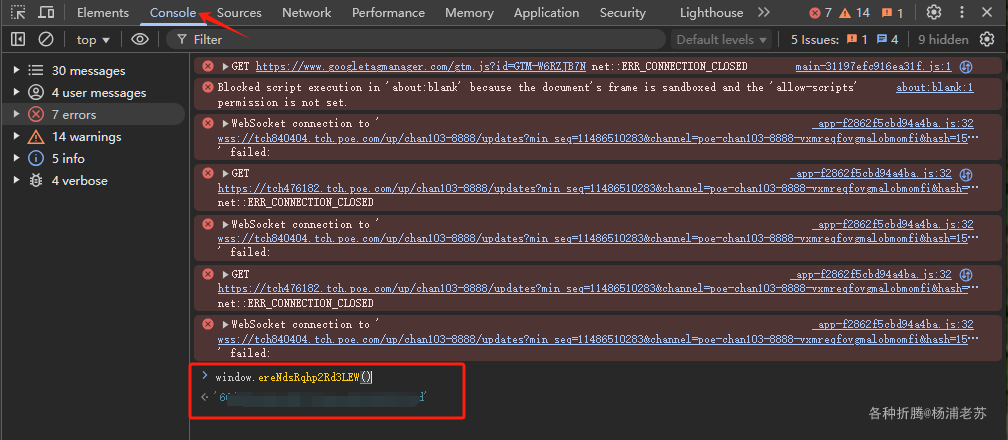 Elements Console Sources Network Performance Memory Application Security Lighthouse 7 14 1
top Filter Default levels 5 Issues: 1 4 9 hidden
30 messages
4 user messages
7 errors
14 warnings
5 info
4 verbose
GET https://www.googletagmanager.com/gtm.js?id=GTM-W6RZJB7N net::ERR_CONNECTION_CLOSED main-31197efc916ea31f.js:1
Blocked script execution in 'about:blank' because the document's frame is sandboxed and the 'allow-scripts' about:blank:1
permission is not set.
WebSocket connection to ' _app-f2862f5cbd94a4ba.js:32
wss://tch840404.tch.poe.com/up/chan103-8888/updates?min_seq=11486510283&channel=poe-chan103-8888-vxmreqfovgmalobmomfi&hash=15…
' failed:
GET _app-f2862f5cbd94a4ba.js:32
https://tch476182.tch.poe.com/up/chan103-8888/updates?min_seq=11486510283&channel=poe-chan103-8888-vxmreqfovgmalobmomfi&hash=…
net::ERR_CONNECTION_CLOSED
WebSocket connection to ' _app-f2862f5cbd94a4ba.js:32
wss://tch840404.tch.poe.com/up/chan103-8888/updates?min_seq=11486510283&channel=poe-chan103-8888-vxmreqfovgmalobmomfi&hash=15…
' failed:
GET _app-f2862f5cbd94a4ba.js:32
https://tch476182.tch.poe.com/up/chan103-8888/updates?min_seq=11486510283&channel=poe-chan103-8888-vxmreqfovgmalobmomfi&hash=…
net::ERR_CONNECTION_CLOSED
WebSocket connection to ' _app-f2862f5cbd94a4ba.js:32
wss://tch840404.tch.poe.com/up/chan103-8888/updates?min_seq=11486510283&channel=poe-chan103-8888-vxmreqfovgmalobmomfi&hash=15…
' failed:
window.ereNdsRqhp2Rd3LEW()
各种折腾@杨浦老苏